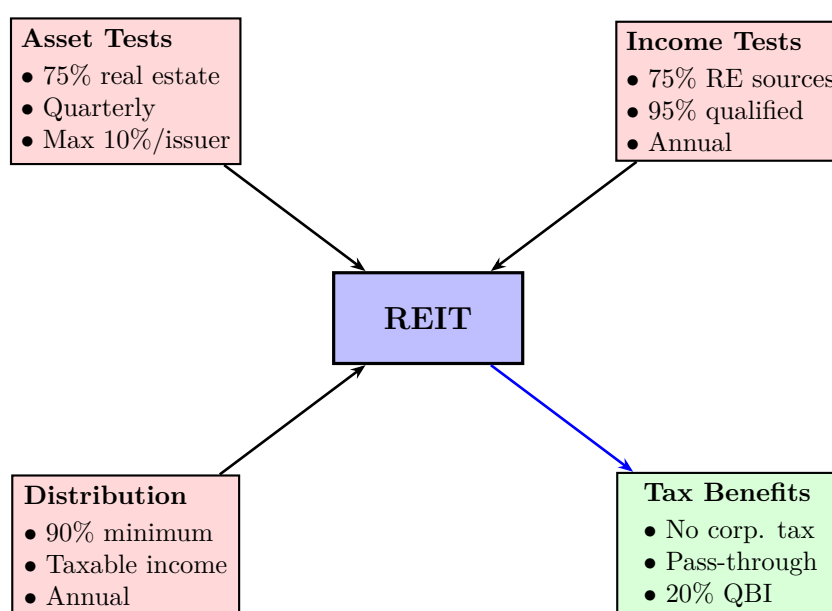 Asset Tests
• 75% real estate
• Quarterly
• Max 10%/issuer
Income Tests
• 75% RE sources
• 95% qualified
• Annual
REIT
Distribution
• 90% minimum
• Taxable income
• Annual
Tax Benefits
• No corp. tax
• Pass-through
• 20% QBI